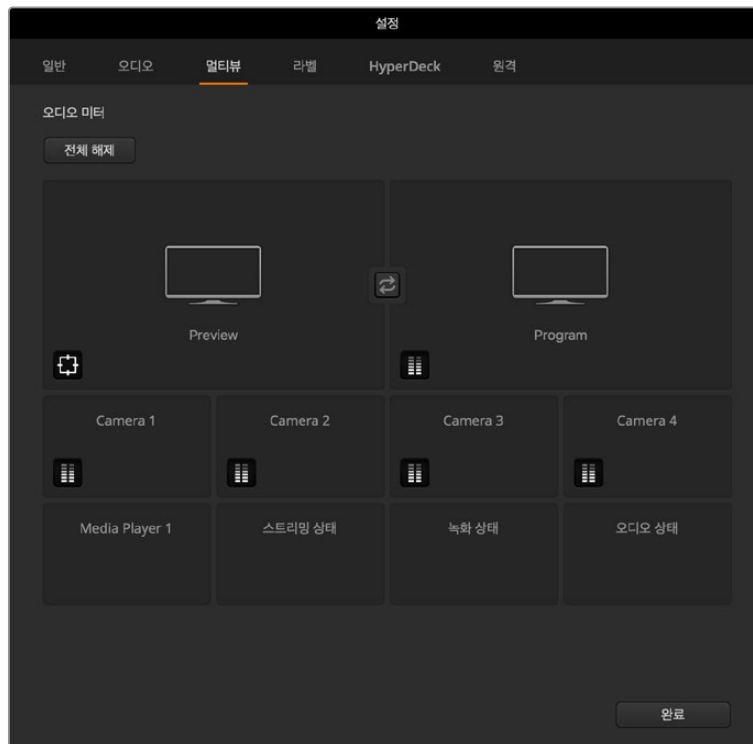 설정
일반 오디오 멀티뷰 라벨 HyperDeck 원격
오디오 미터
전체 해제
Preview Program
Camera 1 Camera 2 Camera 3 Camera 4
Media Player 1 스트리밍 상태 녹화 상태 오디오 상태
완료